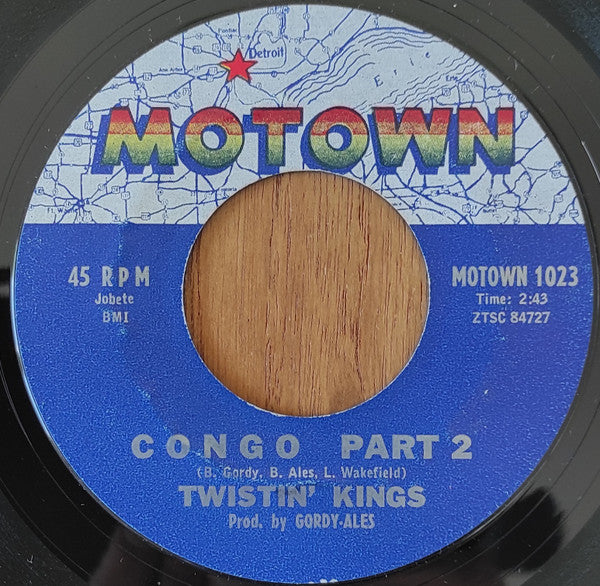 Detroit
Erie
MOTOWN
45 RPM
Jobete
BMI
MOTOWN 1023
Time: 2:43
ZTSC 84727
CONGO PART 2
(B. Gordy, B. Ales, L. Wakefield)
TWISTIN' KINGS
Prod. by GORDY-ALES